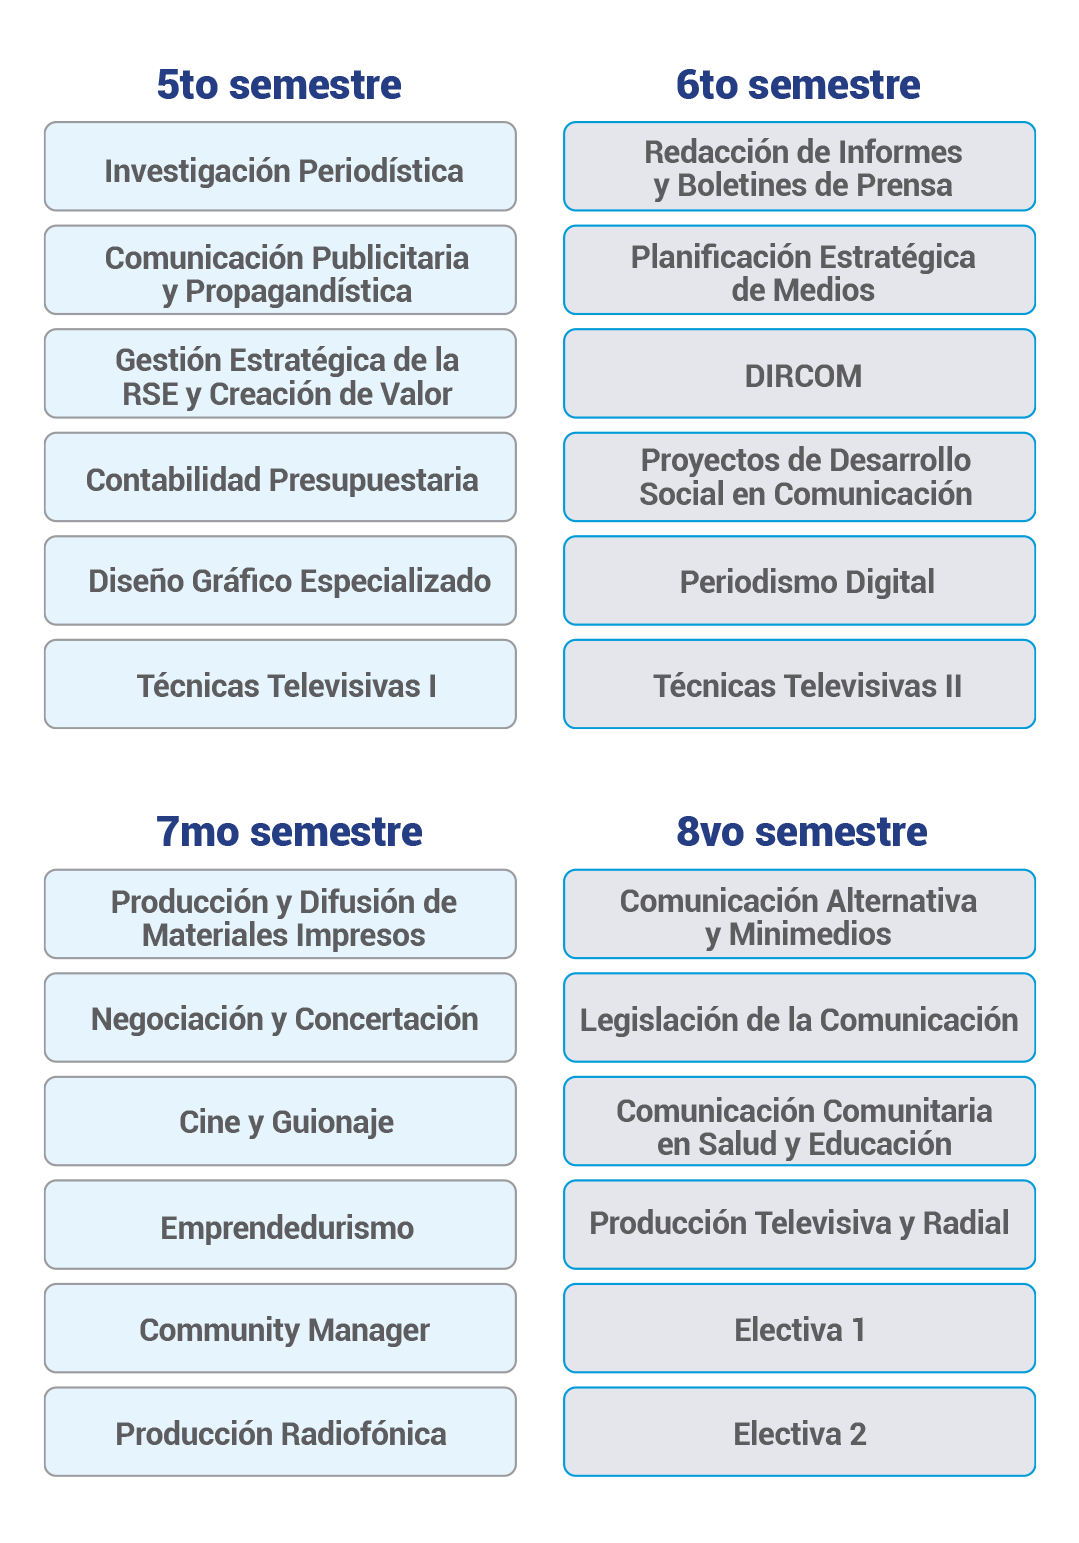 5to semestre
Investigación Periodística
Comunicación Publicitaria
y Propagandística
Gestión Estratégica de la
RSE y Creación de Valor
Contabilidad Presupuestaria
Diseño Gráfico Especializado
Técnicas Televisivas I
6to semestre
Redacción de Informes
y Boletines de Prensa
Planificación Estratégica
de Medios
DIRCOM
Proyectos de Desarrollo
Social en Comunicación
Periodismo Digital
Técnicas Televisivas II
7mo semestre
Producción y Difusión de
Materiales Impresos
Negociación y Concertación
Cine y Guionaje
Emprendedurismo
Community Manager
Producción Radiofónica
8vo semestre
Comunicación Alternativa
y Minimedios
Legislación de la Comunicación
Comunicación Comunitaria
en Salud y Educación
Producción Televisiva y Radial
Electiva 1
Electiva 2